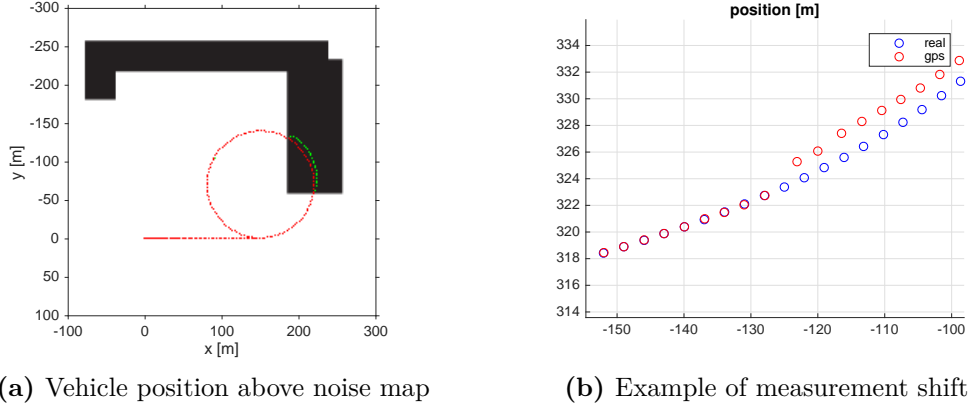 -300
-250
-200
-150
-100
-50
0
50
100
y [m]
-100 0 100 200 300
x [m]
position [m]
real
gps
334
332
330
328
326
324
322
320
318
316
314
-150 -140 -130 -120 -110 -100
(a) Vehicle position above noise map
(b) Example of measurement shift